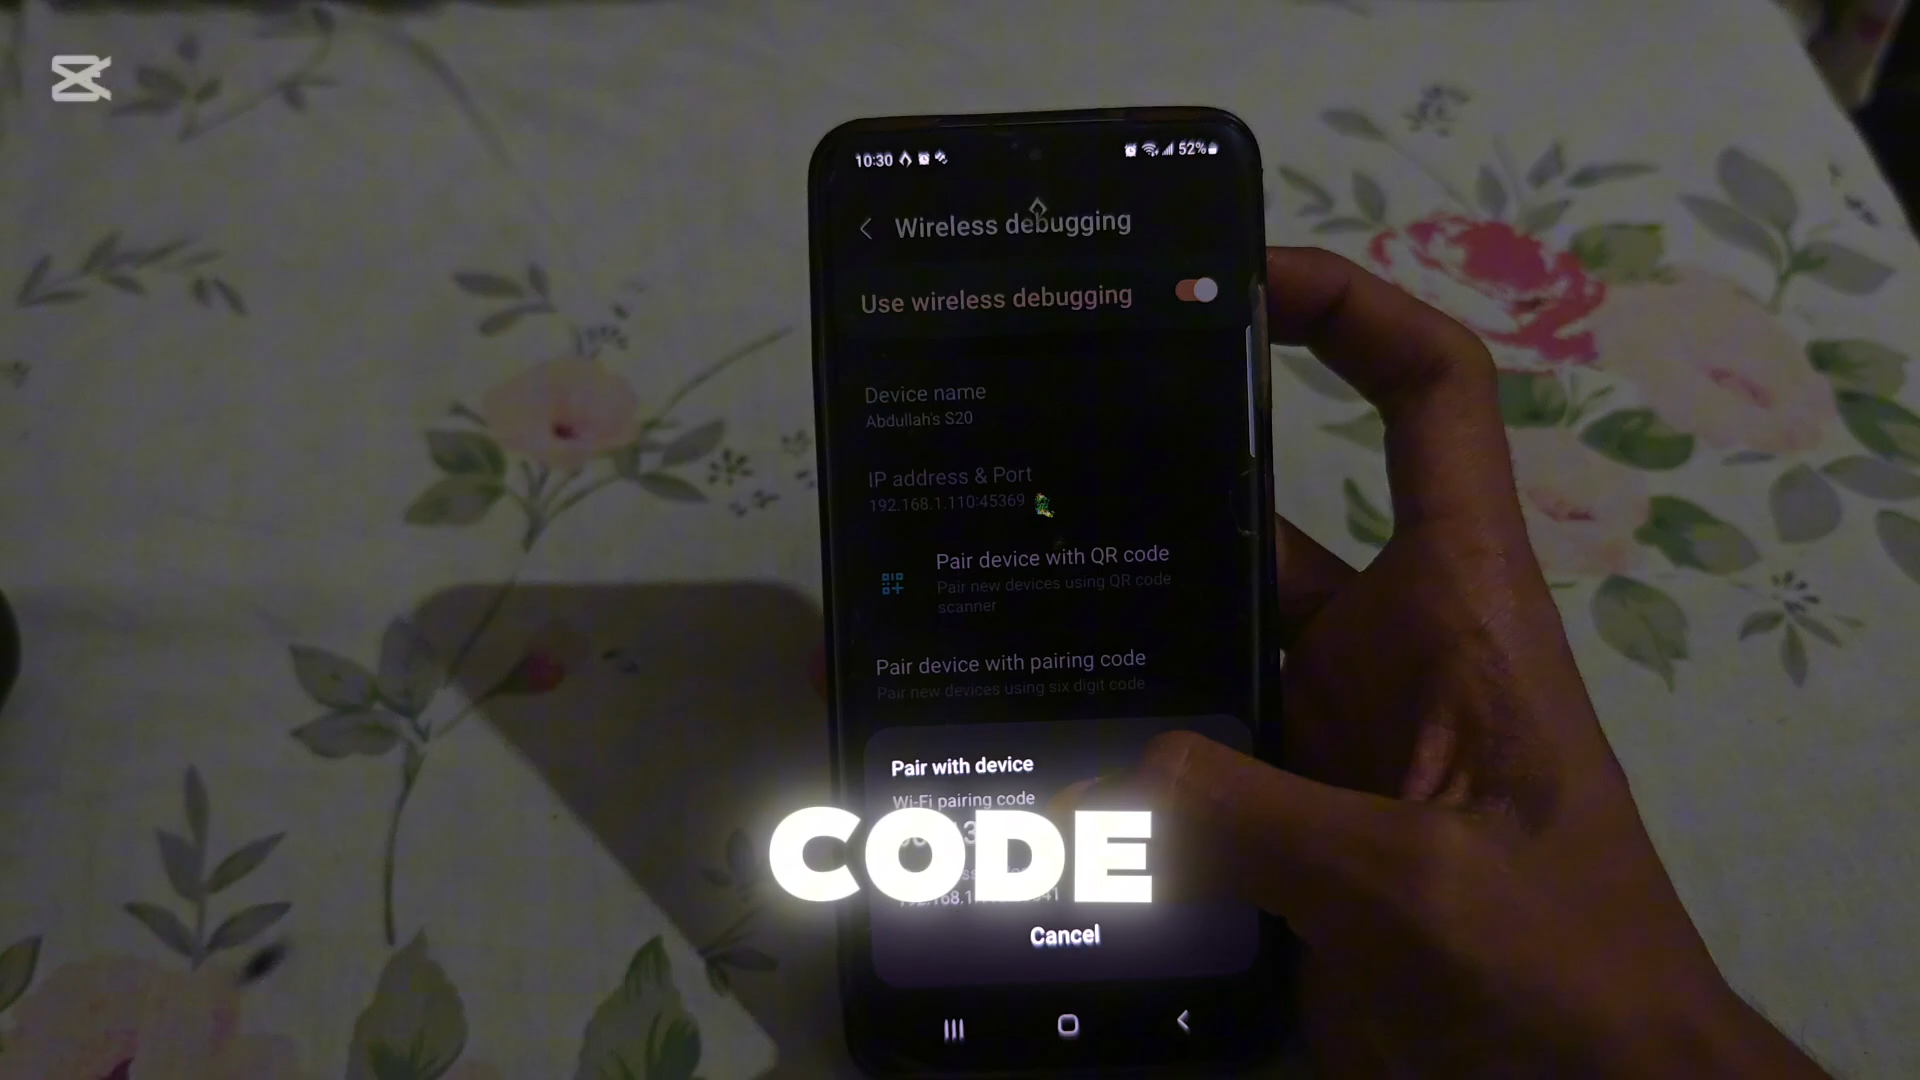 10:30
52%
Wireless debugging
Use wireless debugging
Device name
Abdullah's S20
IP address & Port
192.168.1.110:45369
Pair device with QR code
Pair new devices using QR code
scanner
Pair device with pairing code
Pair new devices using six digit code
Pair with device
Wi-Fi pairing code
CODE
Cancel